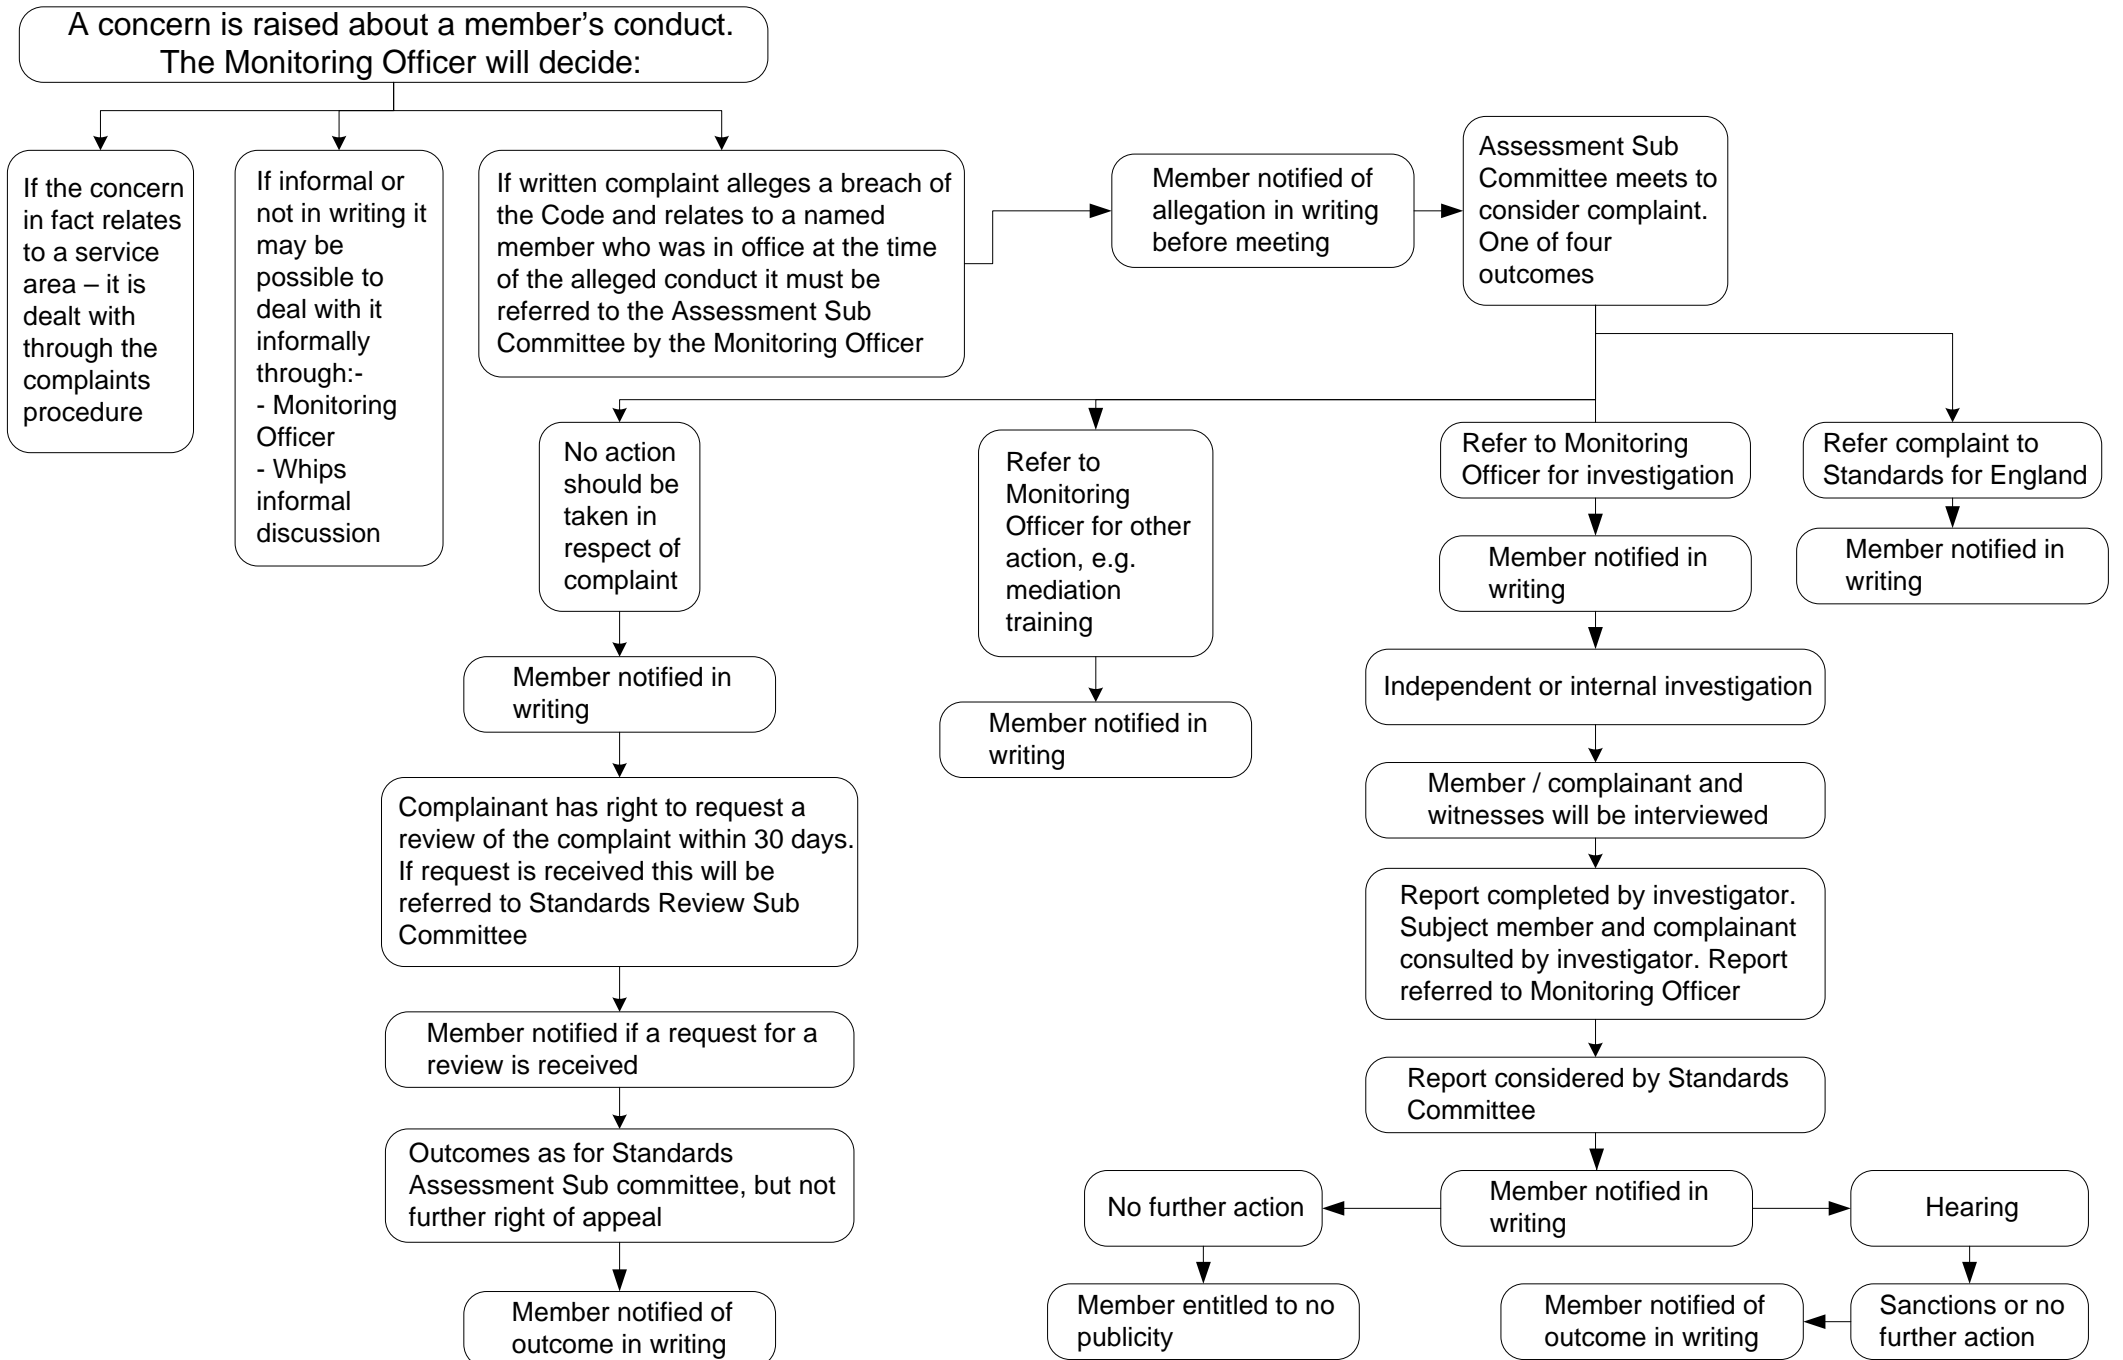 A concern is raised about a member’s conduct.
The Monitoring Officer will decide:
If the concern
in fact relates
to a service
area – it is
dealt with
through the
complaints
procedure
If informal or
not in writing it
may be
possible to
deal with it
informally
through:-
- Monitoring
Officer
- Whips
informal
discussion
If written complaint alleges a breach of
the Code and relates to a named
member who was in office at the time
of the alleged conduct it must be
referred to the Assessment Sub
Committee by the Monitoring Officer
Member notified of
allegation in writing
before meeting
Assessment Sub
Committee meets to
consider complaint.
One of four
outcomes
No action
should be
taken in
respect of
complaint
Refer to
Monitoring
Officer for other
action, e.g.
mediation
training
Refer to Monitoring
Officer for investigation
Refer complaint to
Standards for England
Member notified in
writing
Member notified in
writing
Member notified in
writing
Member notified in
writing
Independent or internal investigation
Member / complainant and
witnesses will be interviewed
Complainant has right to request a
review of the complaint within 30 days.
If request is received this will be
referred to Standards Review Sub
Committee
Report completed by investigator.
Subject member and complainant
consulted by investigator. Report
referred to Monitoring Officer
Member notified if a request for a
review is received
Report considered by Standards
Committee
Outcomes as for Standards
Assessment Sub committee, but not
further right of appeal
No further action
Member notified in
writing
Hearing
Member notified of
outcome in writing
Member entitled to no
publicity
Member notified of
outcome in writing
Sanctions or no
further action